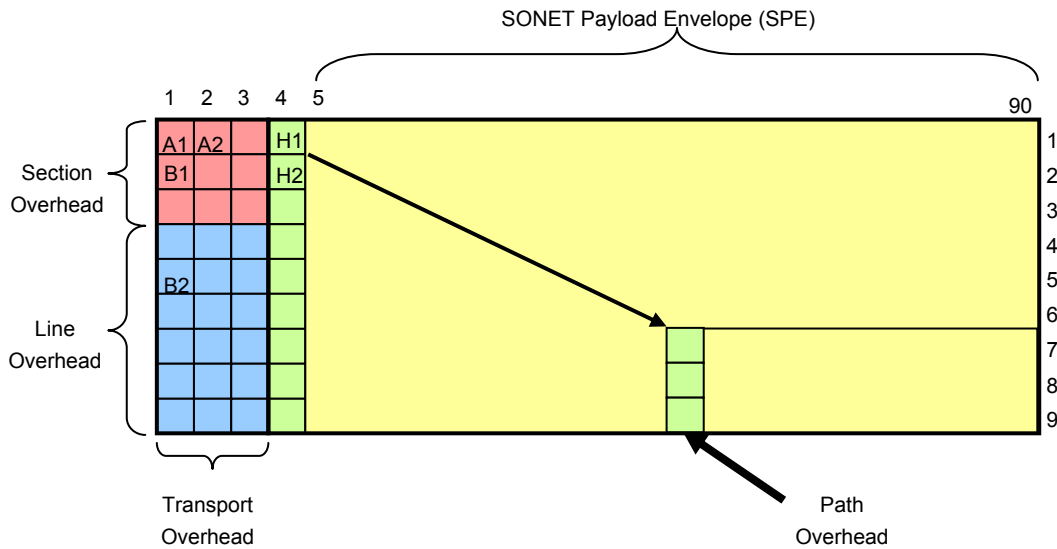 SONET Payload Envelope (SPE)
1 2 3 4 5 90
A1 A2 H1 1
B1 H2 2
Section
Overhead
3
4
B2 5
6
Line
Overhead
7
8
9
Transport
Overhead
Path
Overhead